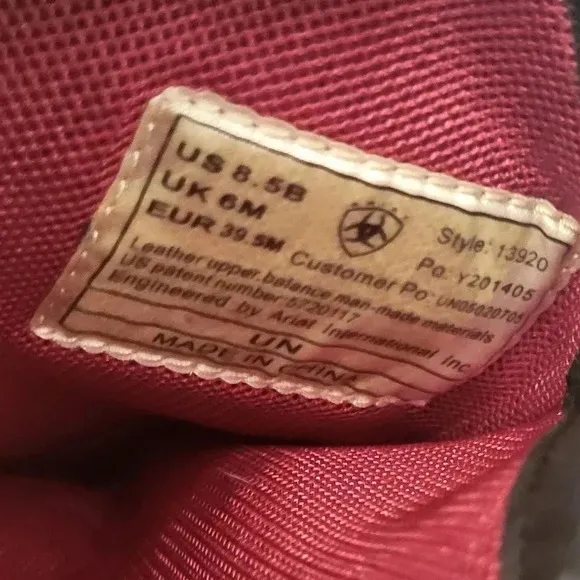 US 8.5B
UK 6M
EUR 39.5M
Style: 13920
Po: Y201405
Customer Po: UN05020705
Leather upper balance man-made materials
US patent number 5720117
Engineered by Ariat International Inc
UN
MADE IN CHINA